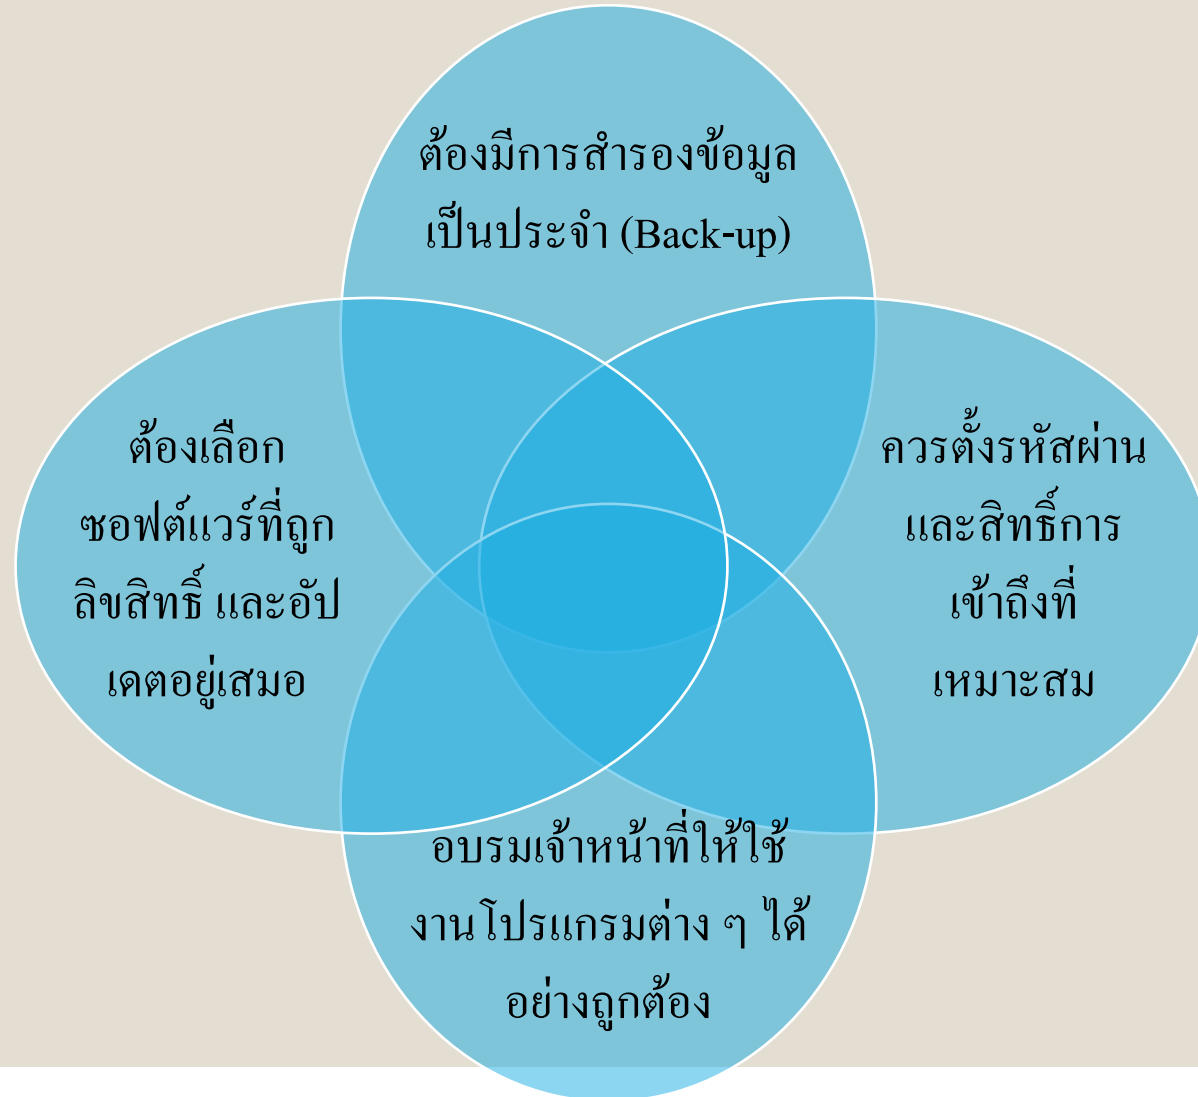 ต้องมีการสำรองข้อมูล
เป็นประจำ (Back-up)
ต้องเลือก
ซอฟต์แวร์ที่ถูก
ลิขสิทธิ์ และอัป
เดตอยู่เสมอ
ควรตั้งรหัสผ่าน
และสิทธิ์การ
เข้าถึงที่
เหมาะสม
อบรมเจ้าหน้าที่ให้ใช้
งานโปรแกรมต่าง ๆ ได้
อย่างถูกต้อง